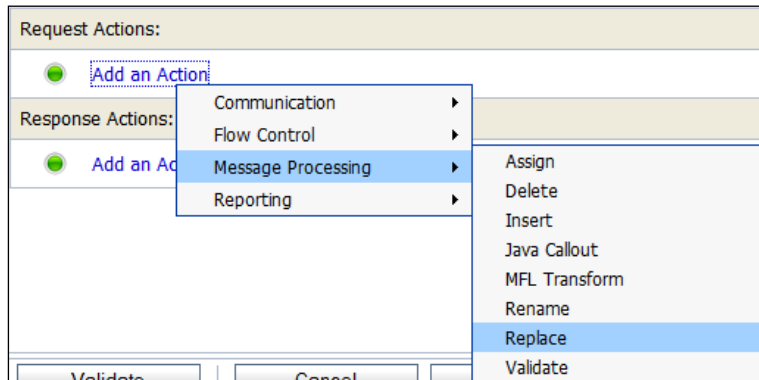 Request Actions:
Add an Action
Communication
Response Actions:
Flow Control
Add an Ac
Message Processing
Reporting
Assign
Delete
Insert
Java Callout
MFL Transform
Rename
Replace
Validate
Validate
Cancel